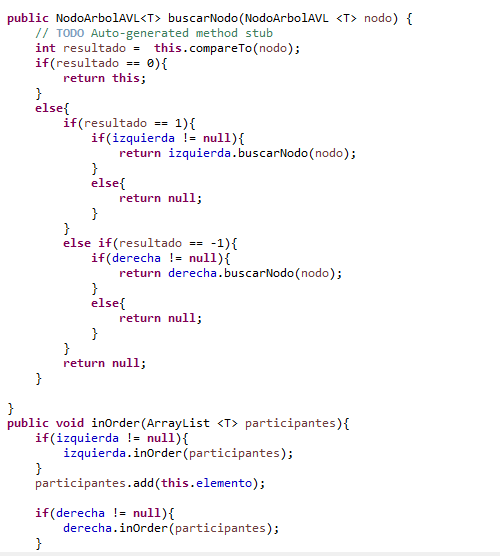 public NodoArbolAVL<T> buscarNodo(NodoArbolAVL <T> nodo) {
    // TODO Auto-generated method stub
    int resultado =  this.compareTo(nodo);
    if(resultado == 0){
        return this;
    }
    else{
        if(resultado == 1){
            if(izquierda != null){
                return izquierda.buscarNodo(nodo);
            }
            else{
                return null;
            }
        }
        else if(resultado == -1){
            if(derecha != null){
                return derecha.buscarNodo(nodo);
            }
            else{
                return null;
            }
        }
        return null;
    }

}
public void inOrder(ArrayList <T> participantes){
    if(izquierda != null){
        izquierda.inOrder(participantes);
    }
    participantes.add(this.elemento);

    if(derecha != null){
        derecha.inOrder(participantes);
    }